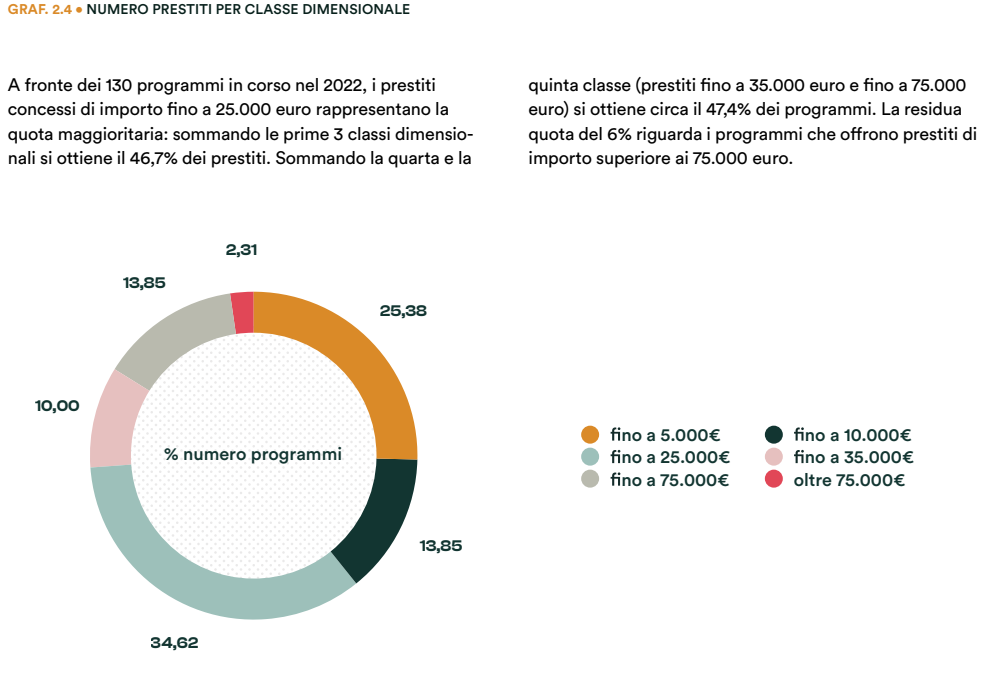 GRAF. 2.4 • NUMERO PRESTITI PER CLASSE DIMENSIONALE
A fronte dei 130 programmi in corso nel 2022, i prestiti
concessi di importo fino a 25.000 euro rappresentano la
quota maggioritaria: sommando le prime 3 classi dimensio-
nali si ottiene il 46,7% dei prestiti. Sommando la quarta e la
quinta classe (prestiti fino a 35.000 euro e fino a 75.000
euro) si ottiene circa il 47,4% dei programmi. La residua
quota del 6% riguarda i programmi che offrono prestiti di
importo superiore ai 75.000 euro.
2,31
13,85
25,38
10,00
% numero programmi
13,85
34,62
fino a 5.000€
fino a 10.000€
fino a 25.000€
fino a 35.000€
fino a 75.000€
oltre 75.000€